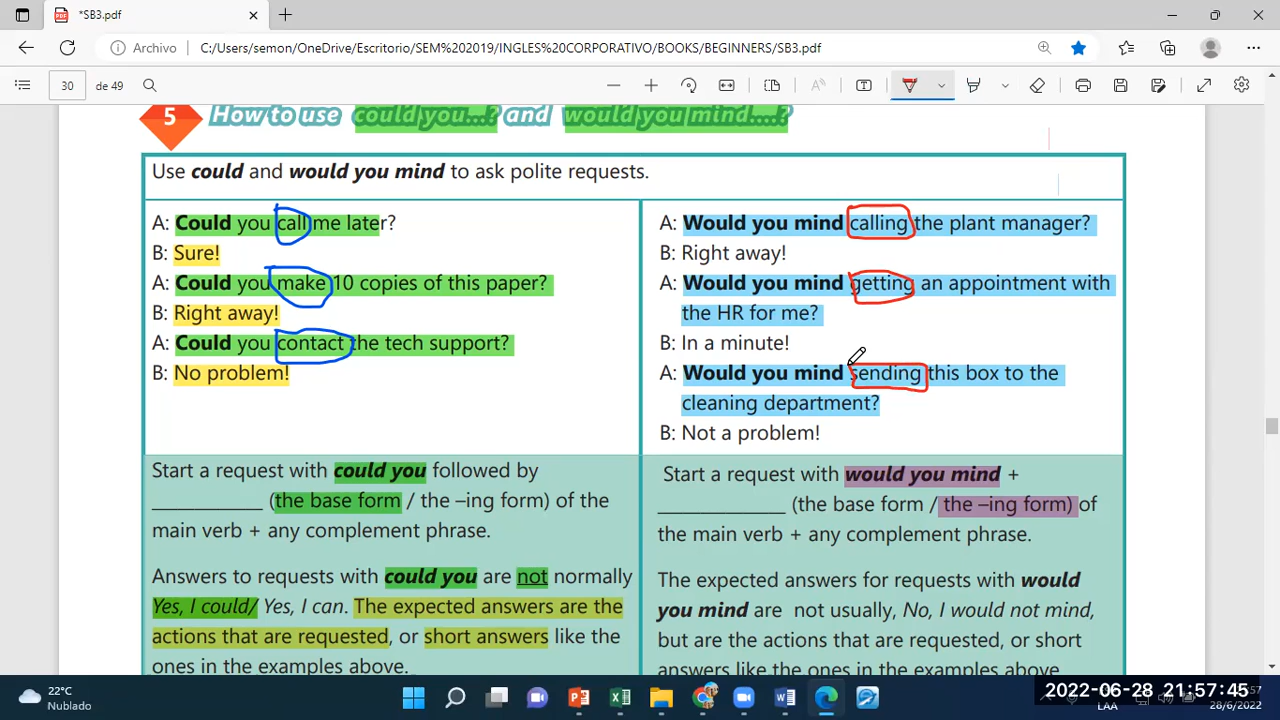 *SB3.pdf
Archivo
C:/Users/semon/OneDrive/Escritorio/SEM%202019/INGLES%20CORPORATIVO/BOOKS/BEGINNERS/SB3.pdf
30 de 49
5 How to use could you...? and would you mind....?
Use could and would you mind to ask polite requests.
A: Could you call me later?
B: Sure!
A: Could you make 10 copies of this paper?
B: Right away!
A: Could you contact the tech support?
B: No problem!
A: Would you mind calling the plant manager?
B: Right away!
A: Would you mind getting an appointment with
the HR for me?
B: In a minute!
A: Would you mind sending this box to the
cleaning department?
B: Not a problem!
Start a request with could you followed by
___________ (the base form / the –ing form) of the
main verb + any complement phrase.
Answers to requests with could you are not normally
Yes, I could/ Yes, I can. The expected answers are the
actions that are requested, or short answers like the
ones in the examples above.
Start a request with would you mind +
_____________ (the base form / the –ing form) of
the main verb + any complement phrase.
The expected answers for requests with would
you mind are not usually, No, I would not mind,
but are the actions that are requested, or short
answers like the ones in the examples above
22°C
Nublado
2022-06-28 21:57:45
LAA
28/6/2022